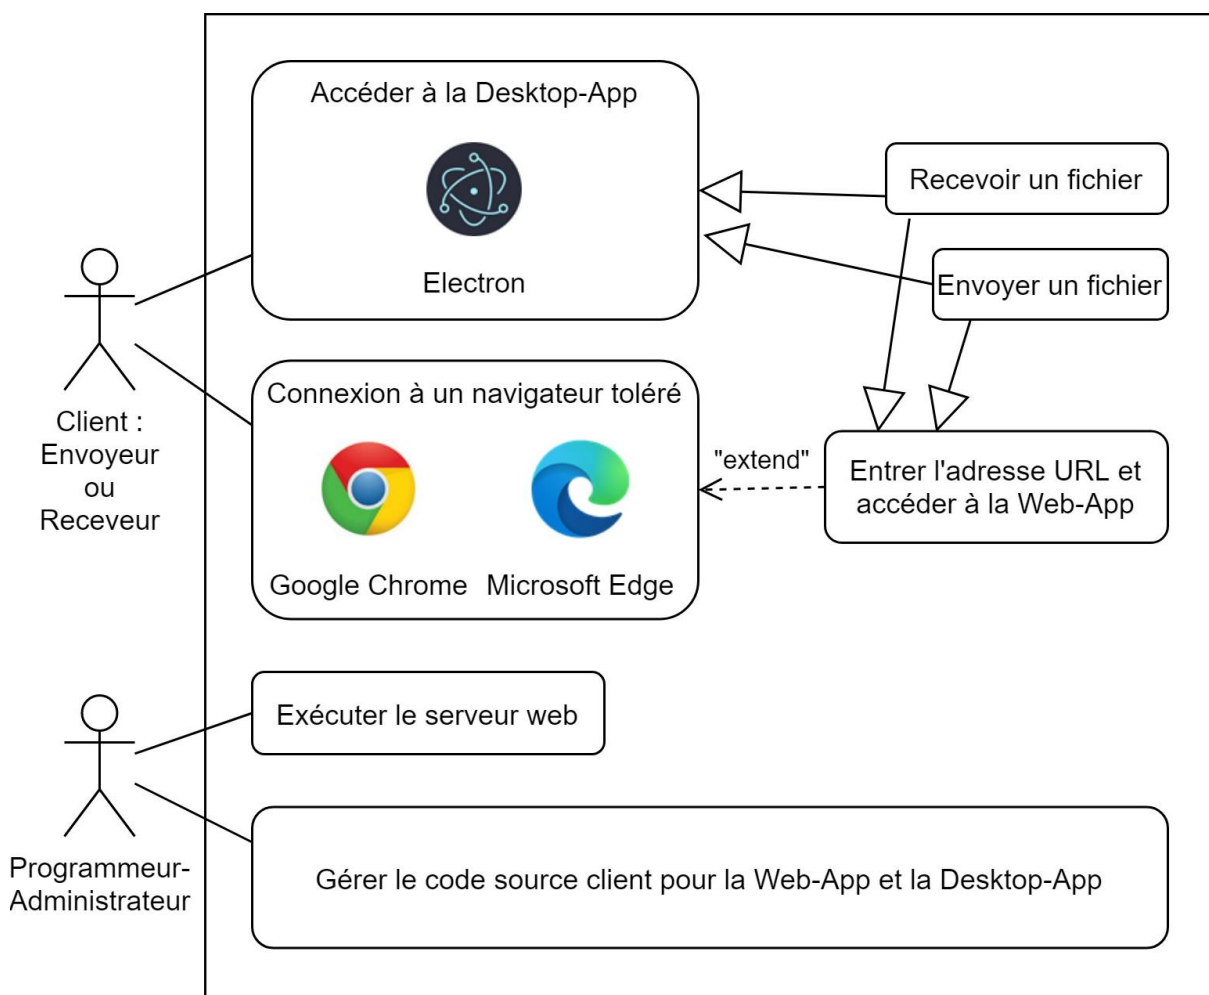 Accéder à la Desktop-App
Electron
Recevoir un fichier
Envoyer un fichier
Client :
Envoyeur
ou
Receveur
Connexion à un navigateur toléré
Google Chrome
Microsoft Edge
"extend"
Entrer l'adresse URL et
accéder à la Web-App
Exécuter le serveur web
Programmeur-
Administrateur
Gérer le code source client pour la Web-App et la Desktop-App